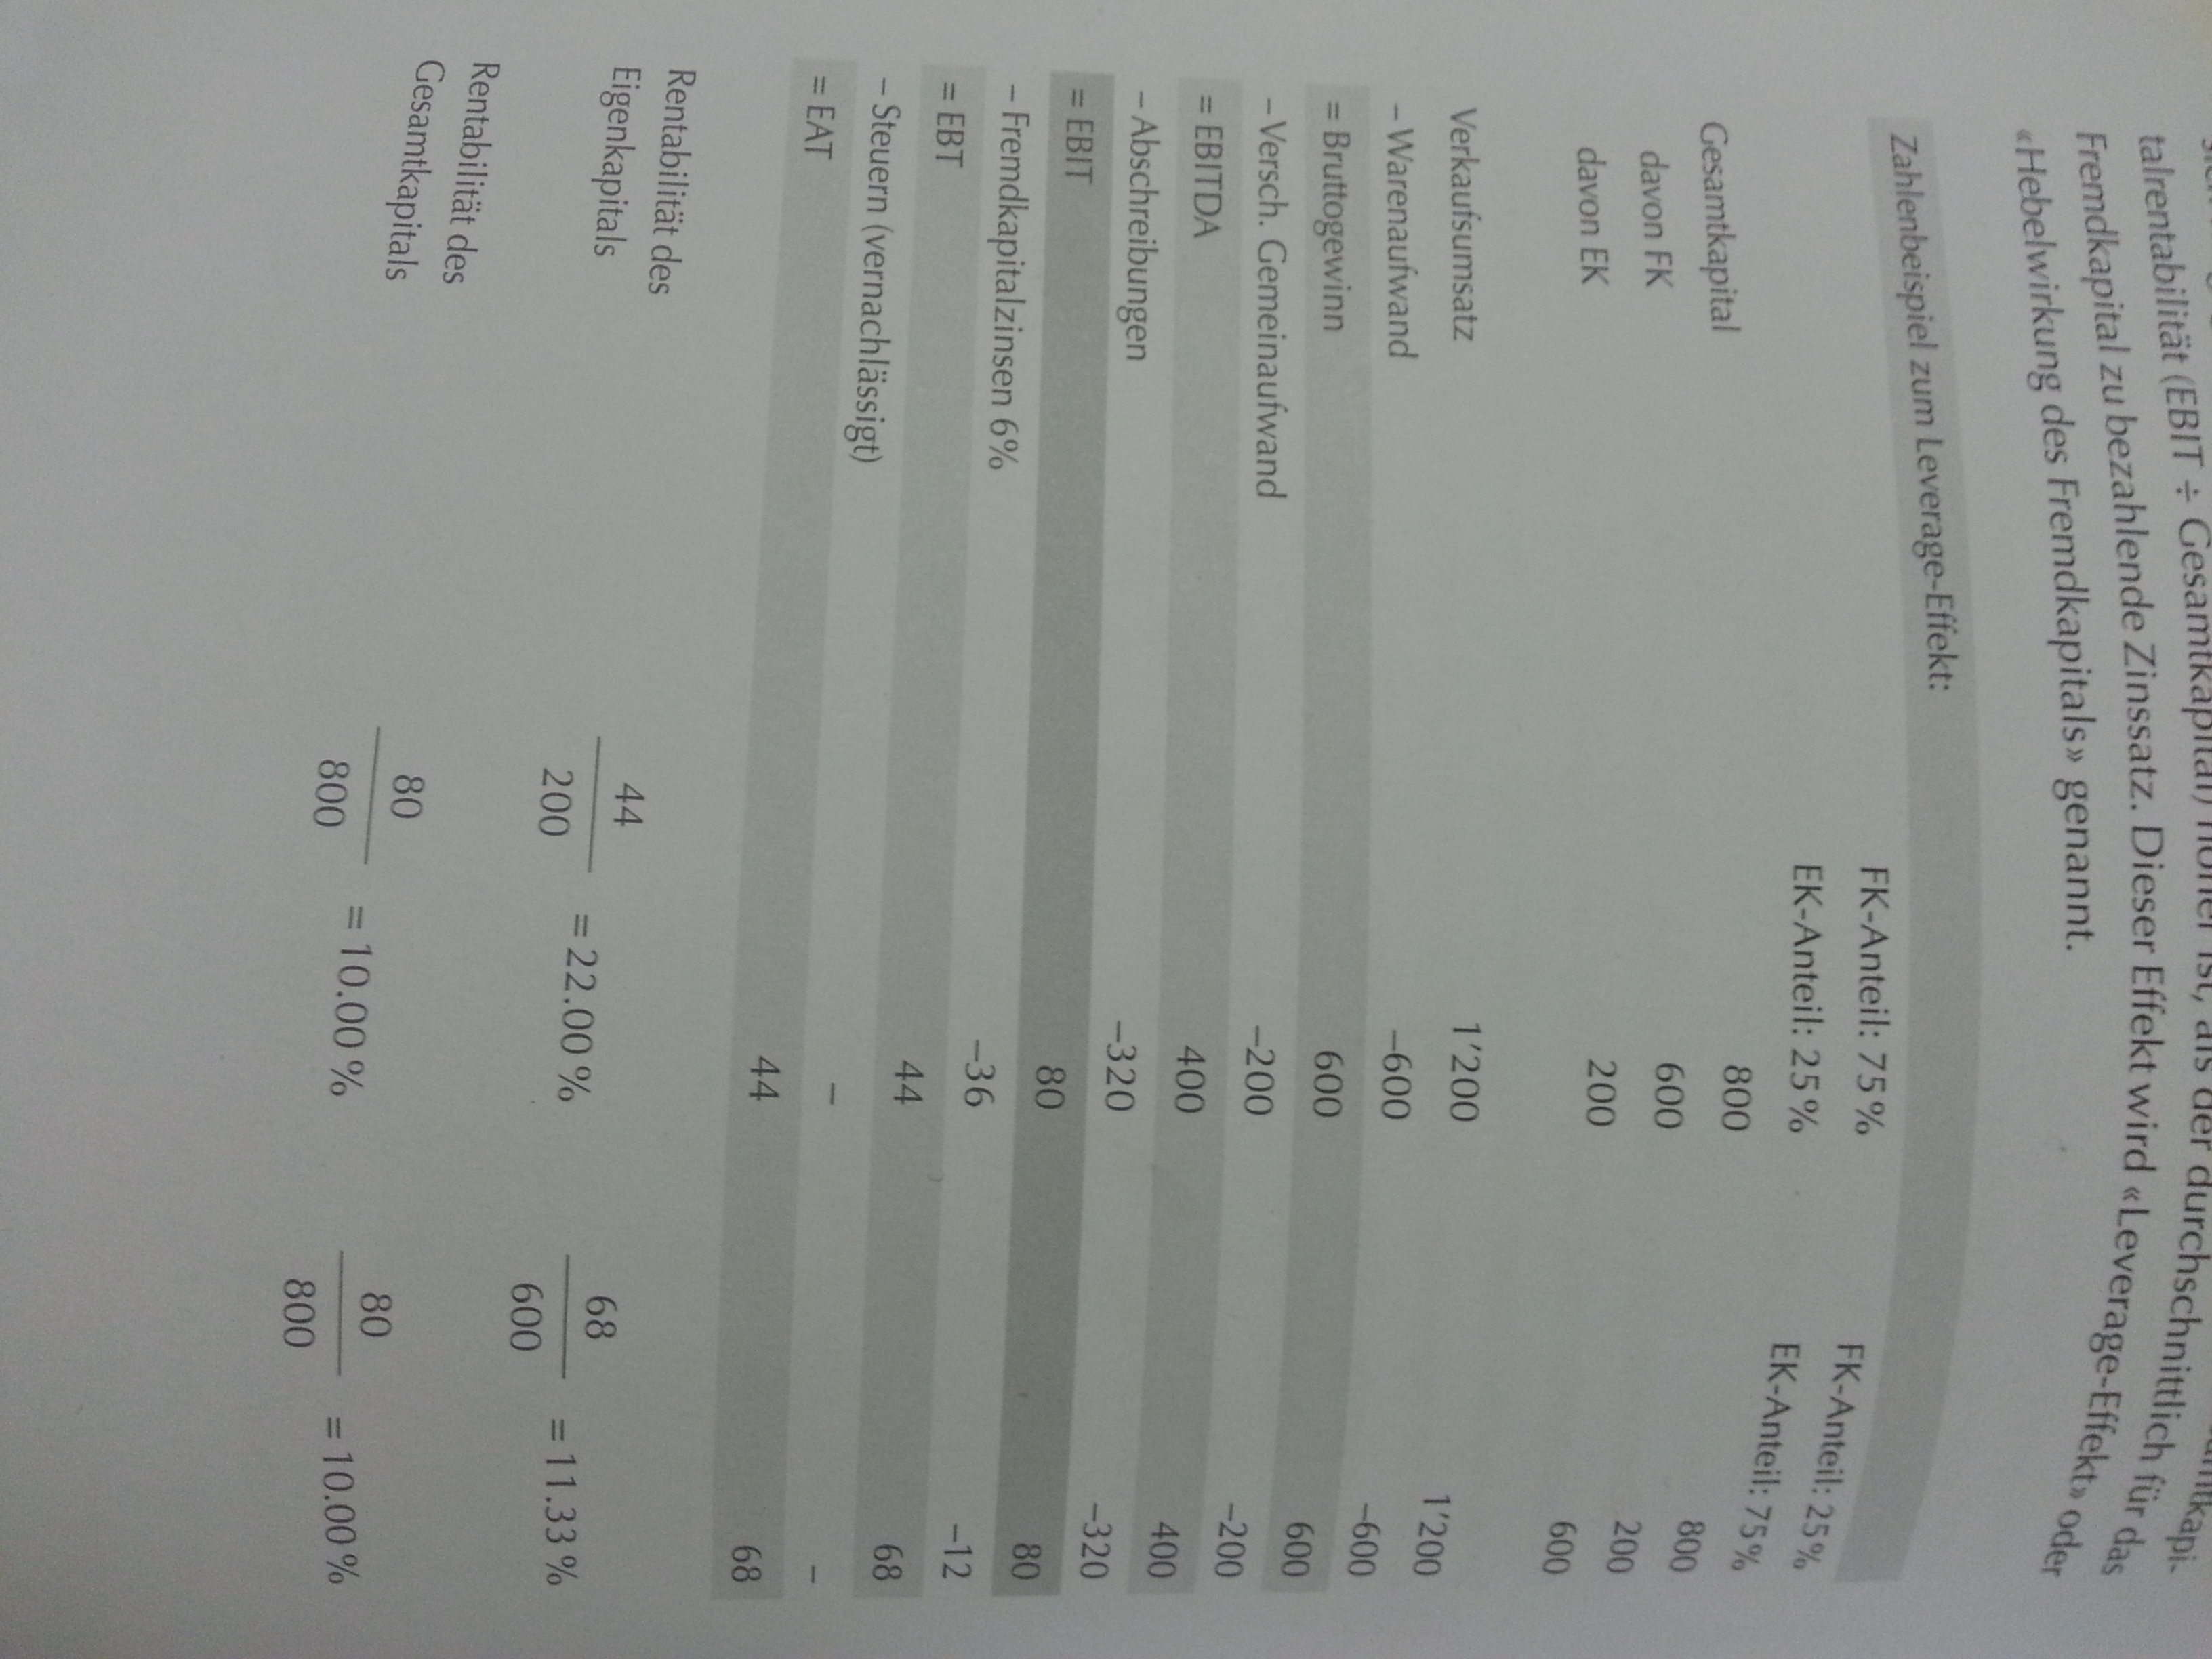 talrentabilität (EBIT ÷ Gesamtkapital) höher ist, als der durchschnittlich für das
Fremdkapital zu bezahlende Zinssatz. Dieser Effekt wird «Leverage-Effekt» oder
«Hebelwirkung des Fremdkapitals» genannt.
Zahlenbeispiel zum Leverage-Effekt:
FK-Anteil: 75% FK-Anteil: 25%
EK-Anteil: 25% EK-Anteil: 75%
Gesamtkapital 800 800
davon FK 600 200
davon EK 200 600
Verkaufsumsatz 1'200 1'200
– Warenaufwand –600 –600
= Bruttogewinn 600 600
– Versch. Gemeinaufwand –200 –200
= EBITDA 400 400
– Abschreibungen –320 –320
= EBIT 80 80
– Fremdkapitalzinsen 6% –36 –12
= EBT 44 68
– Steuern (vernachlässigt) – –
= EAT 44 68
Rentabilität des
Eigenkapitals
44
200
= 22.00%
68
600
= 11.33%
Rentabilität des
Gesamtkapitals
80
800
= 10.00%
80
800
= 10.00%